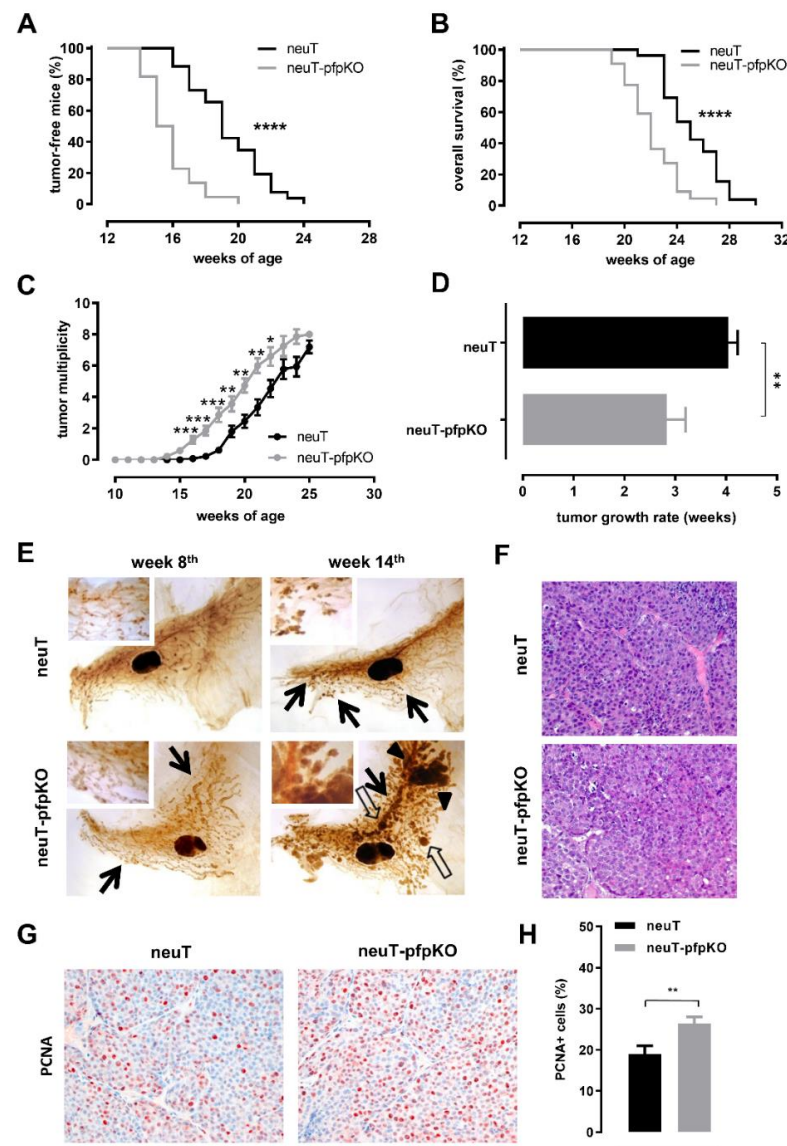 A
neuT
neuT-pfpKO
100
80
60
40
20
0
tumor-free mice (%)
****
12 16 20 24 28
weeks of age
B
neuT
neuT-pfpKO
100
80
60
40
20
0
overall survival (%)
****
12 16 20 24 28 32
weeks of age
C
8
6
4
2
0
tumor multiplicity
***
***
***
**
**
**
*
neuT
neuT-pfpKO
10 15 20 25 30
weeks of age
D
neuT
neuT-pfpKO
**
0 1 2 3 4 5
tumor growth rate (weeks)
E
week 8th week 14th
neuT
neuT-pfpKO
F
neuT
neuT-pfpKO
G
neuT neuT-pfpKO
PCNA
H
neuT
neuT-pfpKO
50
40
30
20
10
0
PCNA+ cells (%)
**